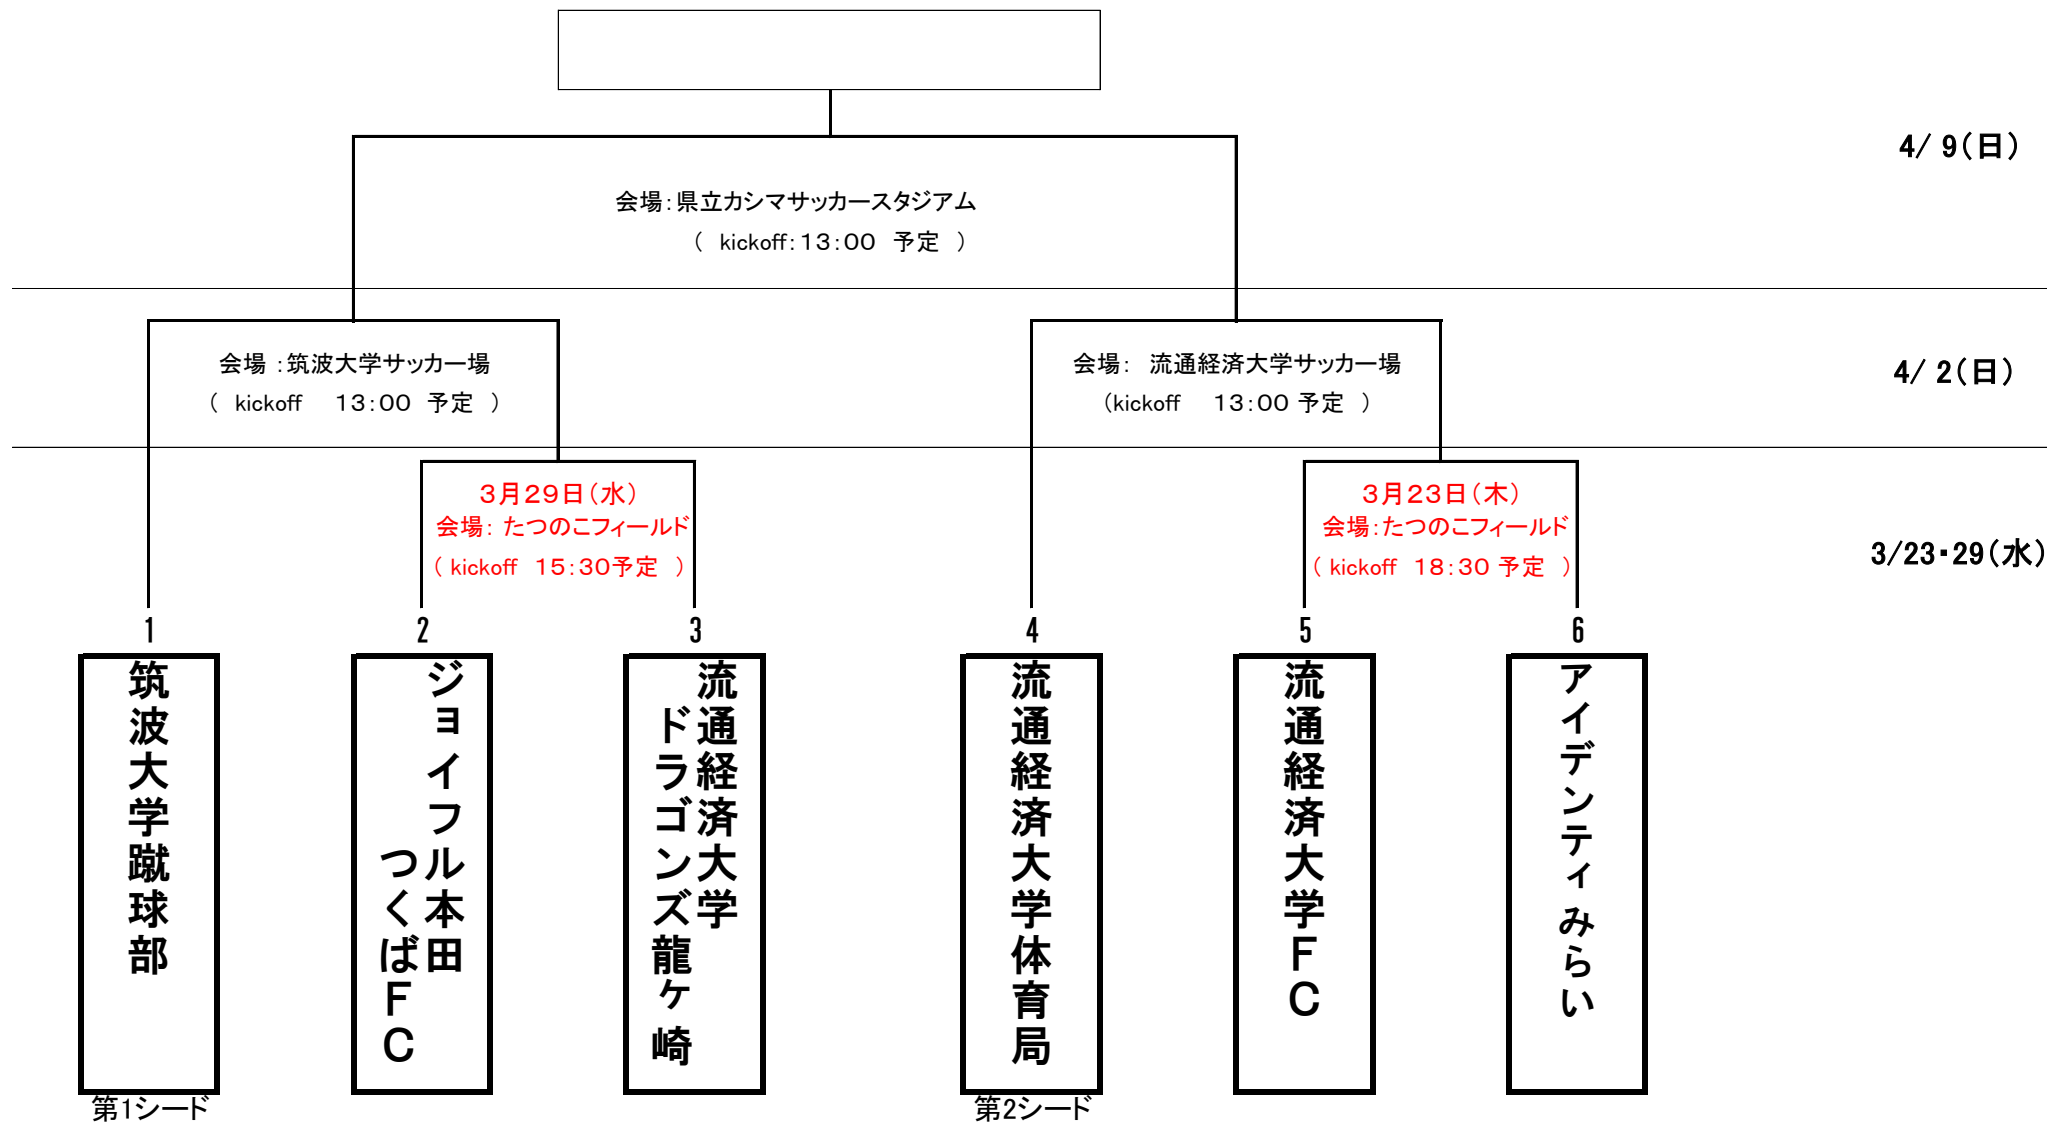 4/ 9(日)
会場:県立カシマサッカースタジアム
( kickoff:13:00 予定 )
会場 :筑波大学サッカー場
( kickoff 13:00 予定 )
会場: 流通経済大学サッカー場
(kickoff 13:00 予定 )
4/ 2(日)
3月29日(水)
会場: たつのこフィールド
( kickoff 15:30予定 )
3月23日(木)
会場:たつのこフィールド
( kickoff 18:30 予定 )
3/23・29(水)
1
2
3
4
5
6
筑波大学蹴球部
ジョイフル本田
つくばFC
流通経済大学
ドラゴンズ龍ケ崎
流通経済大学体育局
流通経済大学FC
アイデンティみらい
第1シード
第2シード